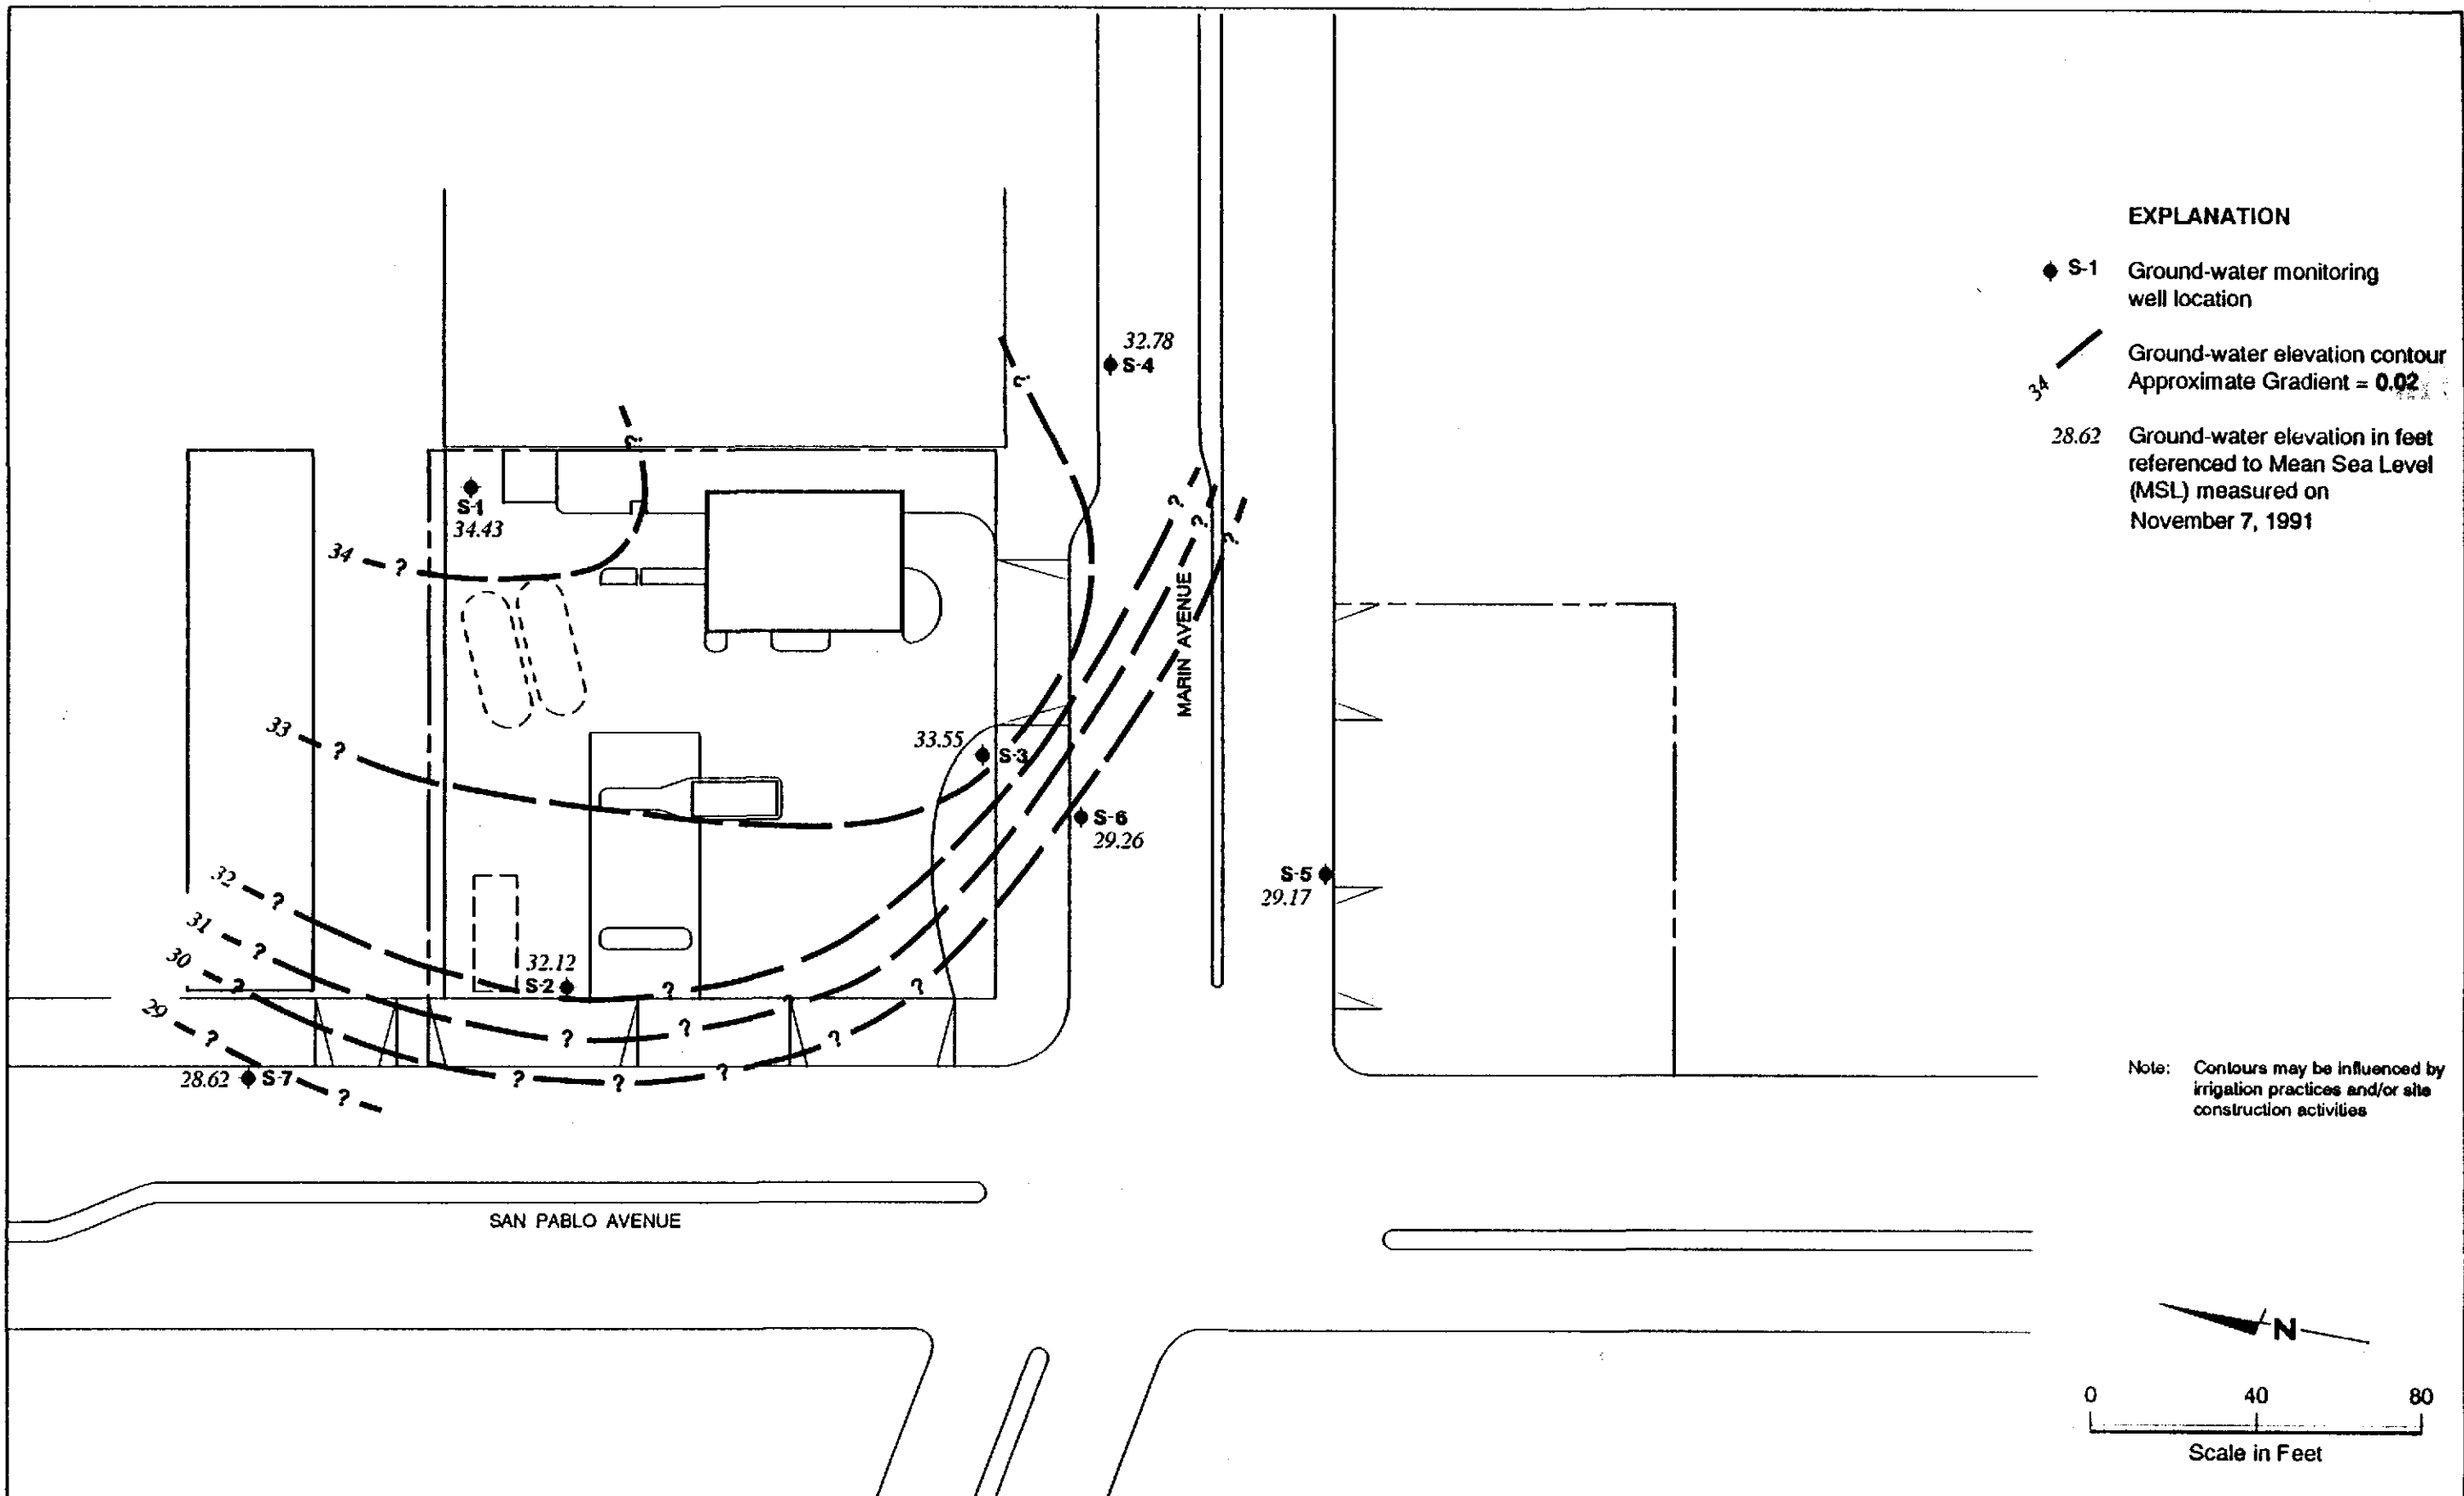 EXPLANATION
S-1 Ground-water monitoring
well location
34 Ground-water elevation contour
Approximate Gradient = 0.02
28.62 Ground-water elevation in feet
referenced to Mean Sea Level
(MSL) measured on
November 7, 1991
32.78
S-4
?
?
S-1
34.43
34 ?
?
?
?
MARIN AVENUE
33 ?
33.55 S-3
S-6
29.26
S-5
29.17
32 ?
31 ?
30 ?
29 ?
32.12
S-2
?
?
?
?
?
?
?
?
?
28.62 S-7
?
Note: Contours may be influenced by
irrigation practices and/or site
construction activities
SAN PABLO AVENUE
N
0 40 80
Scale in Feet